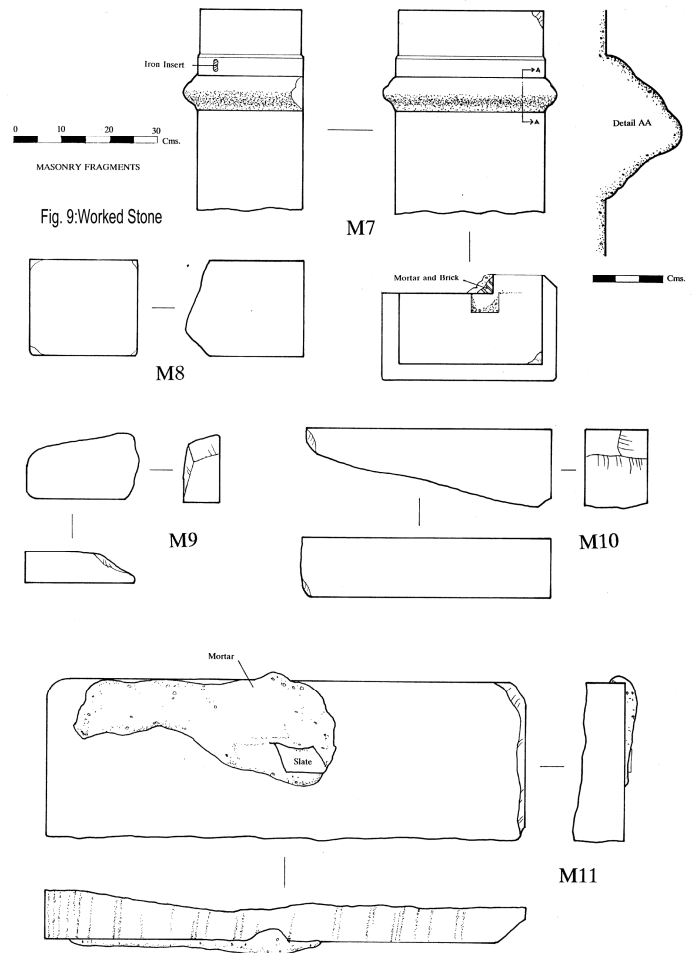 Iron Insert
A
A
Detail AA
0 10 20 30 Cms.
MASONRY FRAGMENTS
Fig. 9:Worked Stone
M7
Mortar and Brick
Cms.
M8
M9
M10
Mortar
Slate
M11